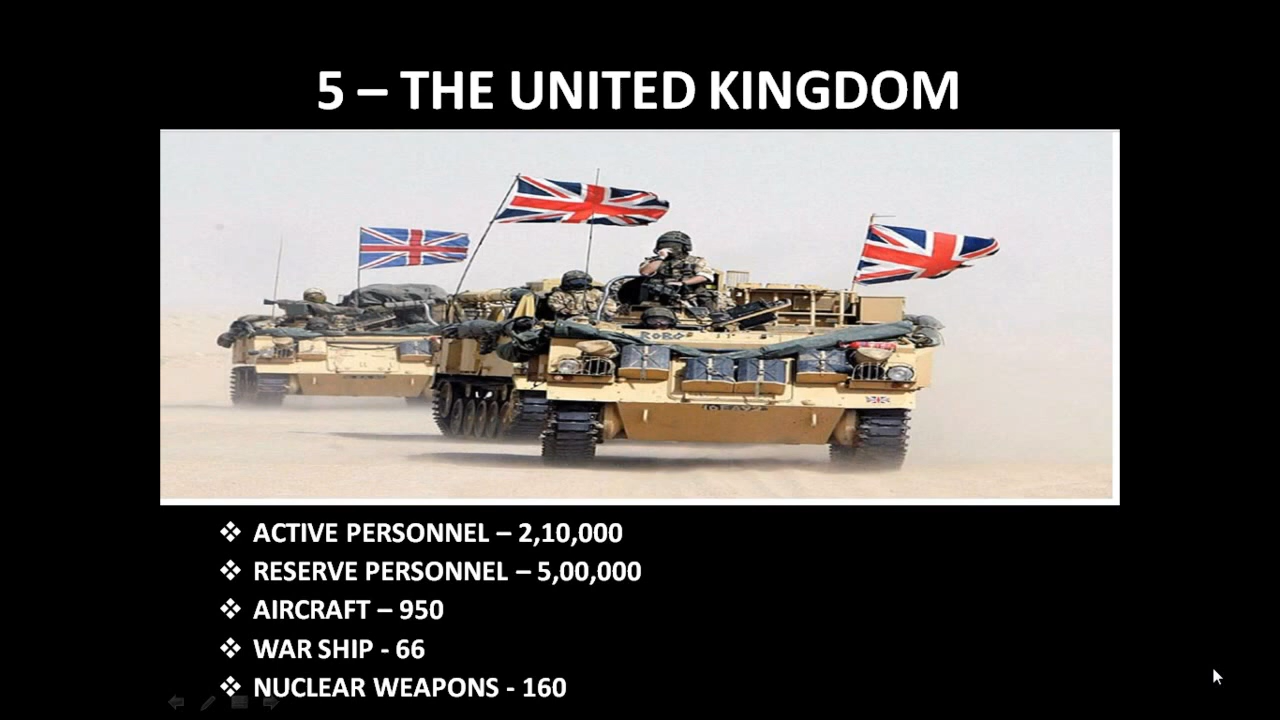 5 – THE UNITED KINGDOM
ROBO
❖ ACTIVE PERSONNEL – 2,10,000
❖ RESERVE PERSONNEL – 5,00,000
❖ AIRCRAFT – 950
❖ WAR SHIP - 66
❖ NUCLEAR WEAPONS - 160